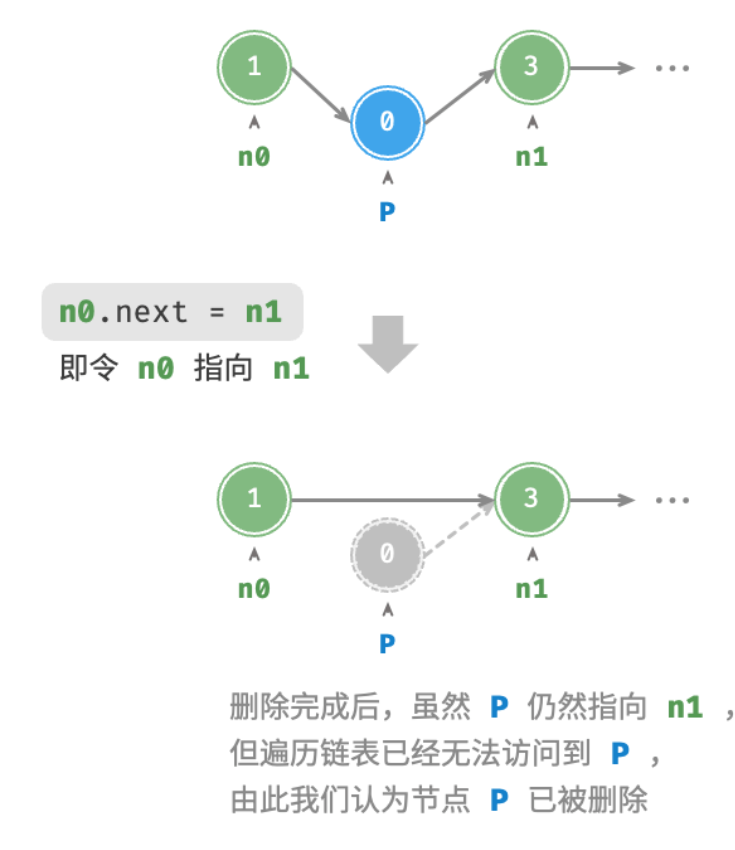 1 3 ...
0
n0 n1
P
n0.next = n1
即令 n0 指向 n1
1 3 ...
0
n0 n1
P
删除完成后，虽然 P 仍然指向 n1 ，
但遍历链表已经无法访问到 P ，
由此我们认为节点 P 已被删除